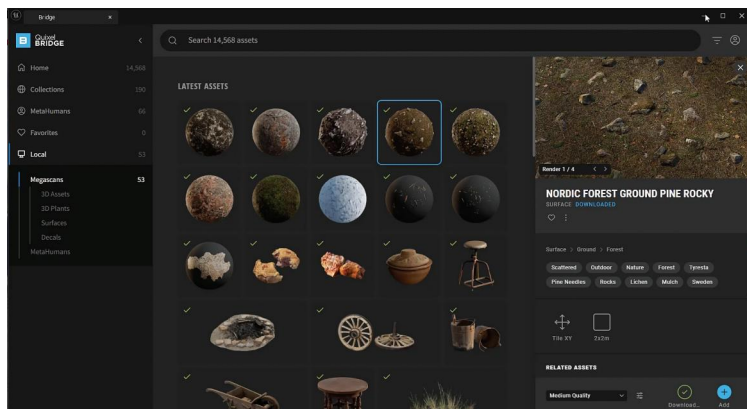 Bridge
Quixel
BRIDGE
Search 14,568 assets
Home 14,568
Collections 190
MetaHumans 66
Favorites 0
Local 53
Megascans 53
3D Assets
3D Plants
Surfaces
Decals
MetaHumans
LATEST ASSETS
Render 1 / 4
NORDIC FOREST GROUND PINE ROCKY
SURFACE DOWNLOADED
Surface > Ground > Forest
Scattered Outdoor Nature Forest Tyresta
Pine Needles Rocks Lichen Mulch Sweden
Tile XY 2x2m
RELATED ASSETS
Medium Quality
Download... Add